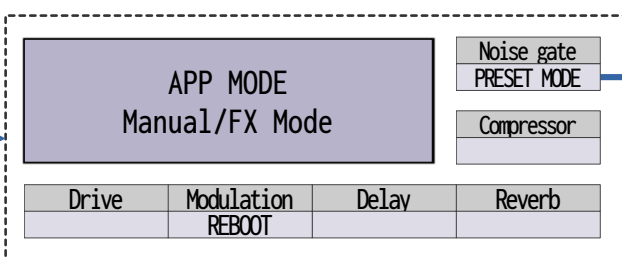 Noise gate
PRESET MODE
APP MODE
Manual/FX Mode
Compressor
Drive Modulation Delay Reverb
REBOOT